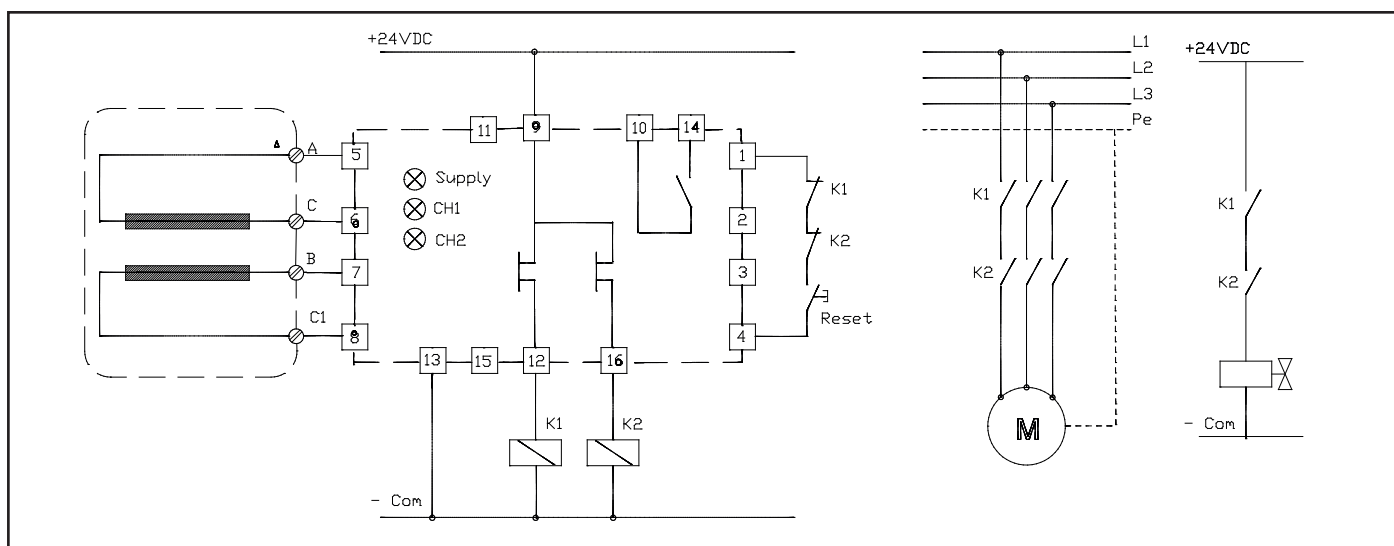 +24VDC
L1
L2
+24VDC
L3
Pe
11
9
10
14
A
5
1
Supply
K1
CH1
C
6
2
K1
K1
CH2
K2
B
7
3
K2
K2
C1
Reset
8
4
13
15
12
16
K1
K2
M
- Com
- Com